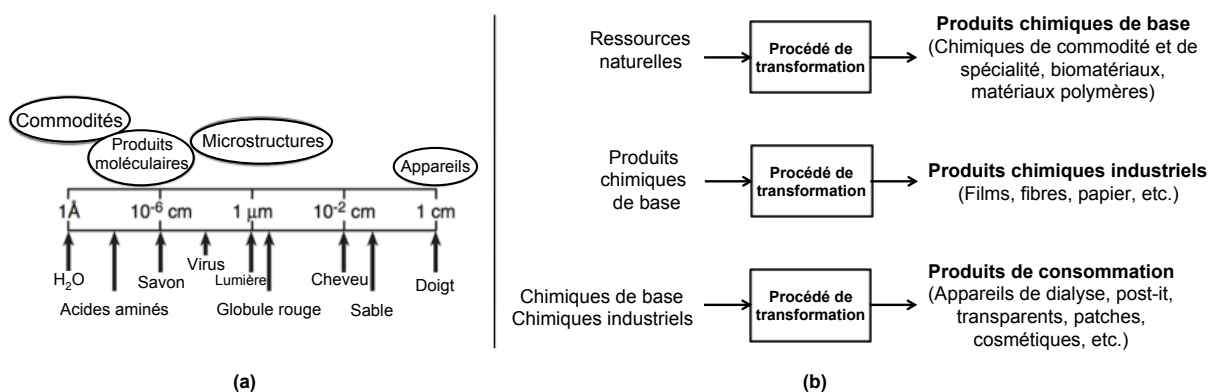 Commodités
Produits
moléculaires
Microstructures
Appareils
1Å 10-6 cm 1 μm 10-2 cm 1 cm
H2O
Acides aminés
Savon
Virus
Lumière
Globule rouge
Cheveu
Sable
Doigt
(a)
Ressources
naturelles
Procédé de
transformation
Produits chimiques de base
(Chimiques de commodité et de
spécialité, biomatériaux,
matériaux polymères)
Produits
chimiques
de base
Procédé de
transformation
Produits chimiques industriels
(Films, fibres, papier, etc.)
Chimiques de base
Chimiques industriels
Procédé de
transformation
Produits de consommation
(Appareils de dialyse, post-it,
transparents, patches,
cosmétiques, etc.)
(b)